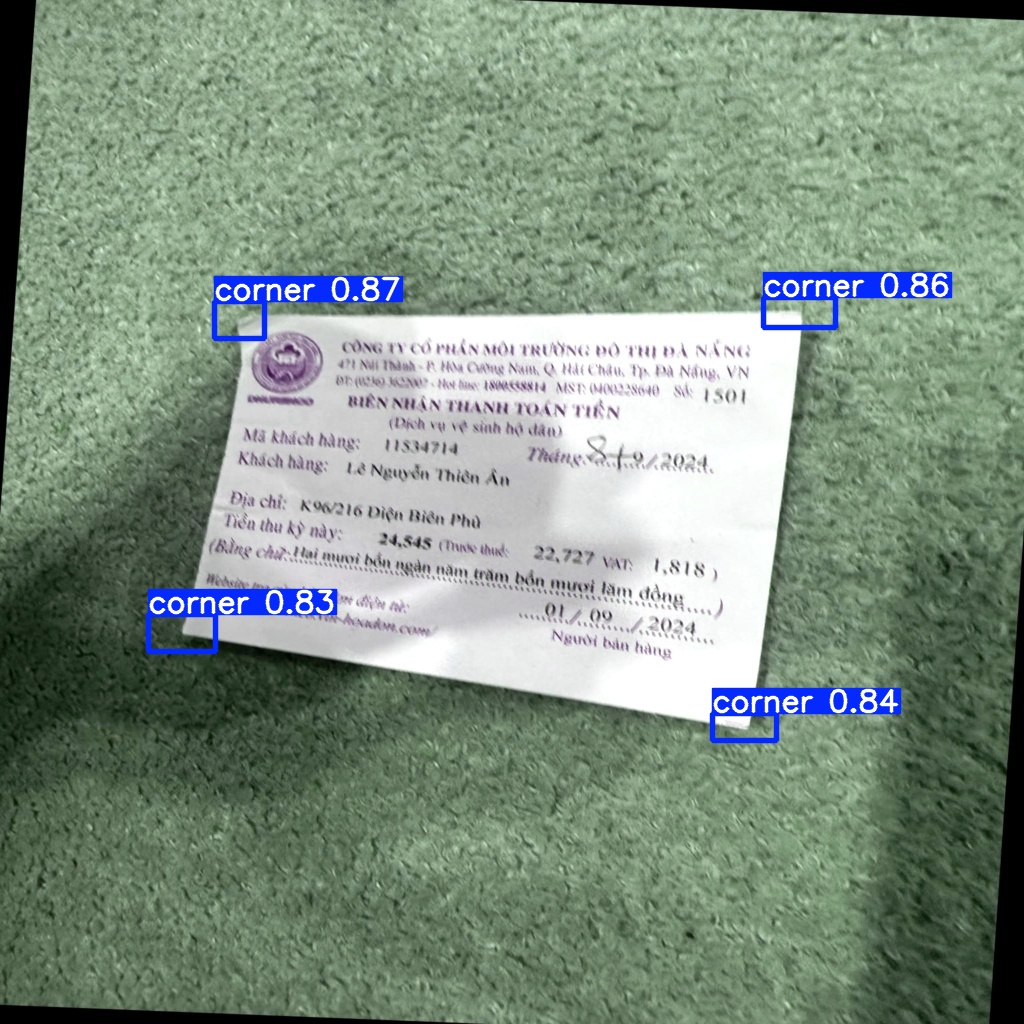 corner 0.87
corner 0.86
CÔNG TY CỔ PHẦN MÔI TRƯỜNG ĐÔ THỊ ĐÀ NẴNG
471 Núi Thành - P. Hòa Cường Nam, Q. Hải Châu, Tp. Đà Nẵng, VN
ĐT: (0236) 3622007 - Hot line: 1800558814 MST: 0400228640 Số: 1501
BIÊN NHẬN THANH TOÁN TIỀN
(Dịch vụ vệ sinh hộ dân)
Mã khách hàng: 11534714
Tháng: 8+9/2024
Khách hàng: Lê Nguyễn Thiên Ân
Địa chỉ: K96/216 Điện Biên Phủ
Tiền thu kỳ này: 24,545 (Trước thuế: 22,727 VAT: 1,818 )
(Bằng chữ: Hai mươi bốn ngàn năm trăm bốn mươi lăm đồng....)
Website điện tử:
corner 0.83
-hoadon.com/
01/ 09 /2024
Người bán hàng
corner 0.84